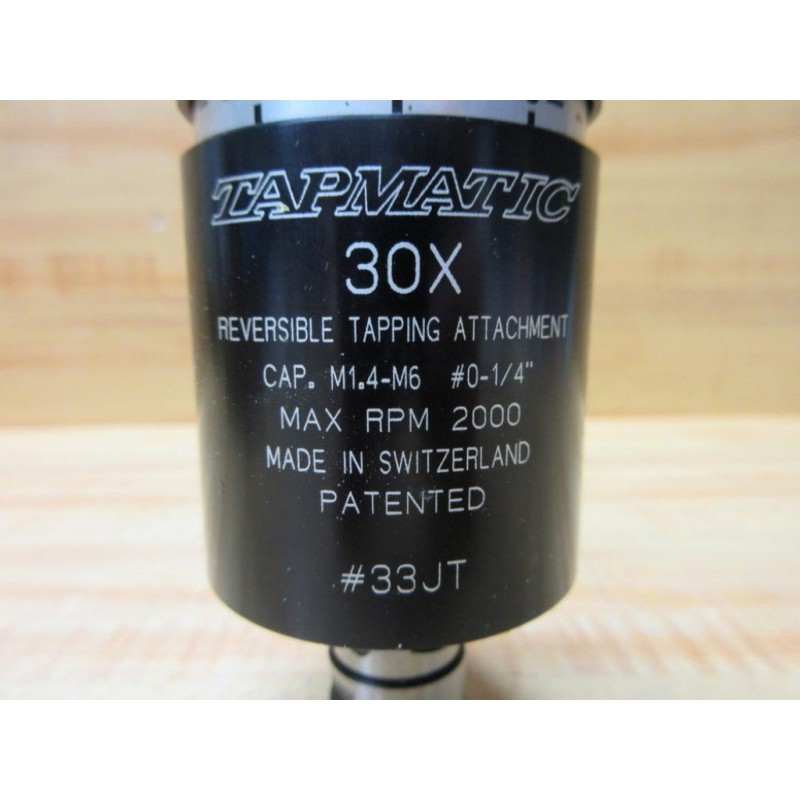 TAPMATIC
30X
REVERSIBLE TAPPING ATTACHMENT
CAP. M1.4-M6 #0-1/4"
MAX RPM 2000
MADE IN SWITZERLAND
PATENTED
#33JT